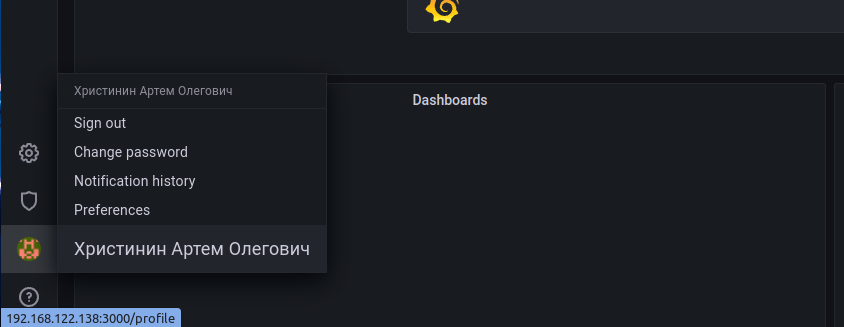 Христинин Артем Олегович
Dashboards
Sign out
Change password
Notification history
Preferences
Христинин Артем Олегович
192.168.122.138:3000/profile